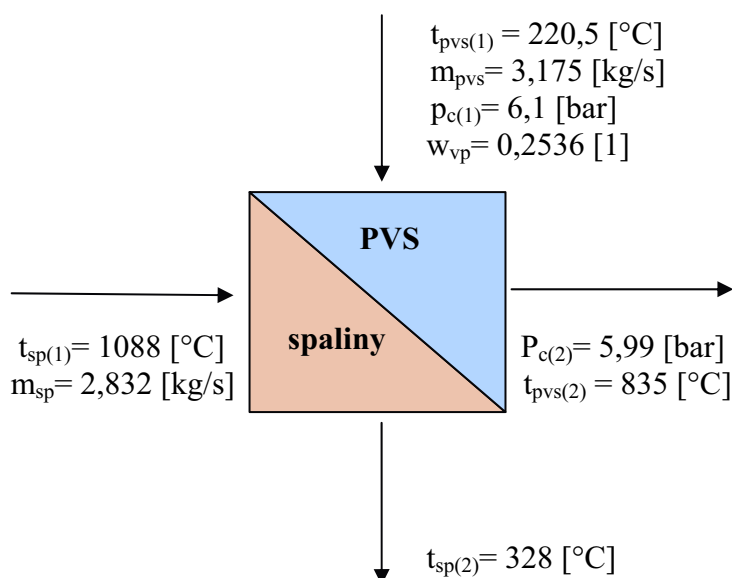 t_pvs(1) = 220,5 [°C]
m_pvs= 3,175 [kg/s]
p_c(1)= 6,1 [bar]
w_vp= 0,2536 [1]
PVS
spaliny
t_sp(1)= 1088 [°C]
m_sp= 2,832 [kg/s]
P_c(2)= 5,99 [bar]
t_pvs(2) = 835 [°C]
t_sp(2)= 328 [°C]